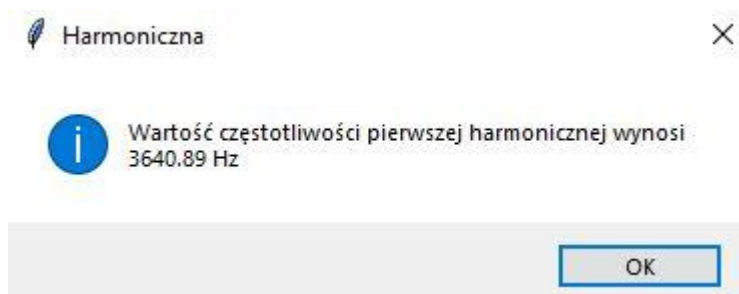 Harmoniczna
Wartość częstotliwości pierwszej harmonicznej wynosi
3640.89 Hz
OK